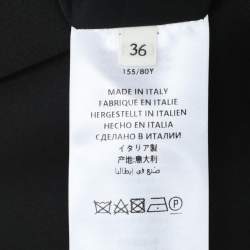 36
155/80Y
MADE IN ITALY
FABRIQUE EN ITALIE
HERGESTELLT IN ITALIEN
HECHO EN ITALIA
СДЕЛАНО В ИТАЛИИ
イタリア製
产地:意大利
صنع في إيطاليا
P